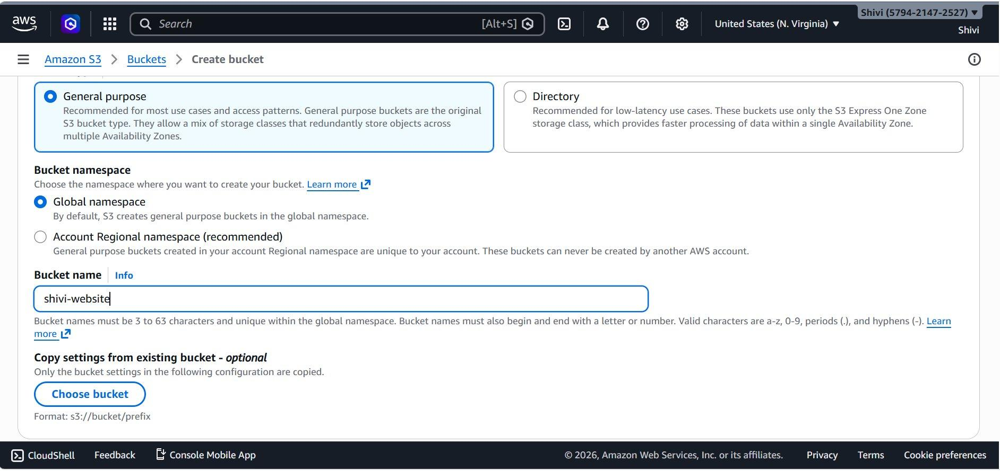 aws
Search
[Alt+S]
United States (N. Virginia)
Shivi (5794-2147-2527)
Shivi
Amazon S3
Buckets
Create bucket
General purpose
Recommended for most use cases and access patterns. General purpose buckets are the original
S3 bucket type. They allow a mix of storage classes that redundantly store objects across
multiple Availability Zones.
Directory
Recommended for low-latency use cases. These buckets use only the S3 Express One Zone
storage class, which provides faster processing of data within a single Availability Zone.
Bucket namespace
Choose the namespace where you want to create your bucket. Learn more
Global namespace
By default, S3 creates general purpose buckets in the global namespace.
Account Regional namespace (recommended)
General purpose buckets created in your account Regional namespace are unique to your account. These buckets can never be created by another AWS account.
Bucket name
Info
shivi-website
Bucket names must be 3 to 63 characters and unique within the global namespace. Bucket names must also begin and end with a letter or number. Valid characters are a-z, 0-9, periods (.), and hyphens (-). Learn
more
Copy settings from existing bucket - optional
Only the bucket settings in the following configuration are copied.
Choose bucket
Format: s3://bucket/prefix
CloudShell
Feedback
Console Mobile App
© 2026, Amazon Web Services, Inc. or its affiliates.
Privacy
Terms
Cookie preferences